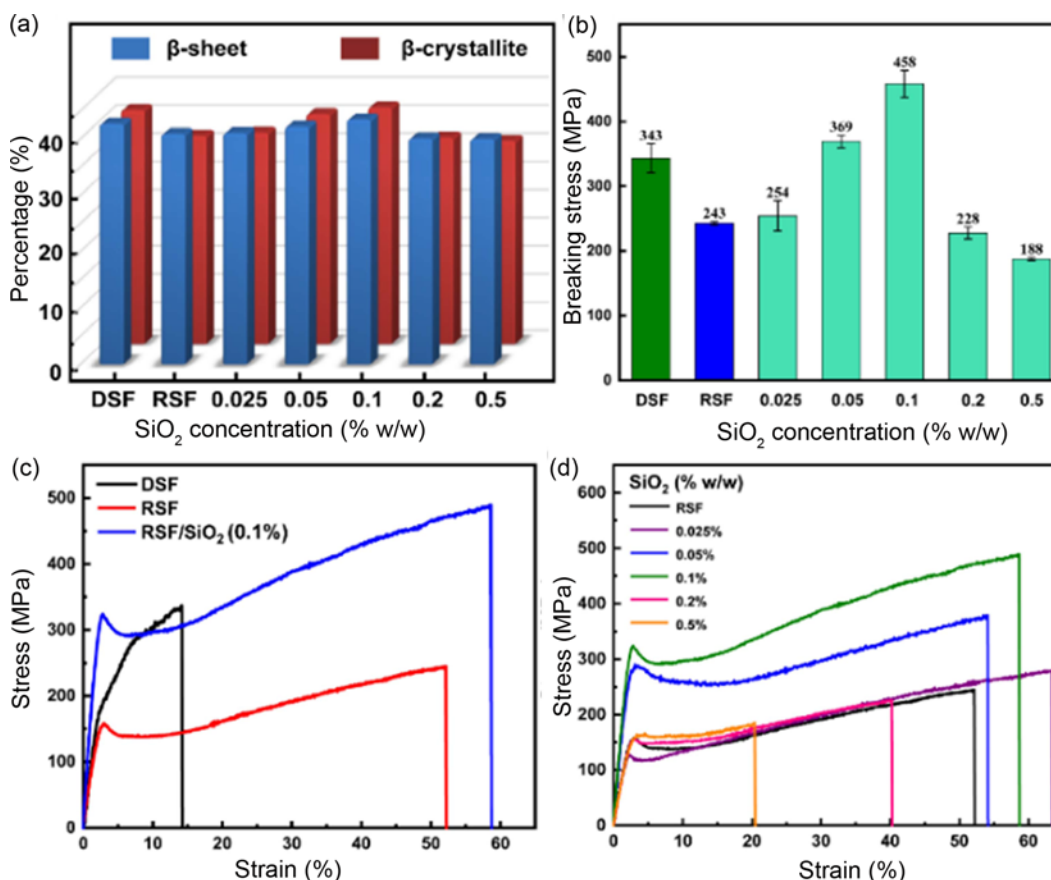 (a)
β-sheet
β-crystallite
Percentage (%)
40
30
20
10
0
DSF RSF 0.025 0.05 0.1 0.2 0.5
SiO₂ concentration (% w/w)
(b)
Breaking stress (MPa)
500
400
300
200
100
0
343
243
254
369
458
228
188
DSF RSF 0.025 0.05 0.1 0.2 0.5
SiO₂ concentration (% w/w)
(c)
DSF
RSF
RSF/SiO₂ (0.1%)
Stress (MPa)
500
400
300
200
100
0
0 10 20 30 40 50 60
Strain (%)
(d)
SiO₂ (% w/w)
RSF
0.025%
0.05%
0.1%
0.2%
0.5%
Stress (MPa)
600
500
400
300
200
100
0
0 10 20 30 40 50 60
Strain (%)